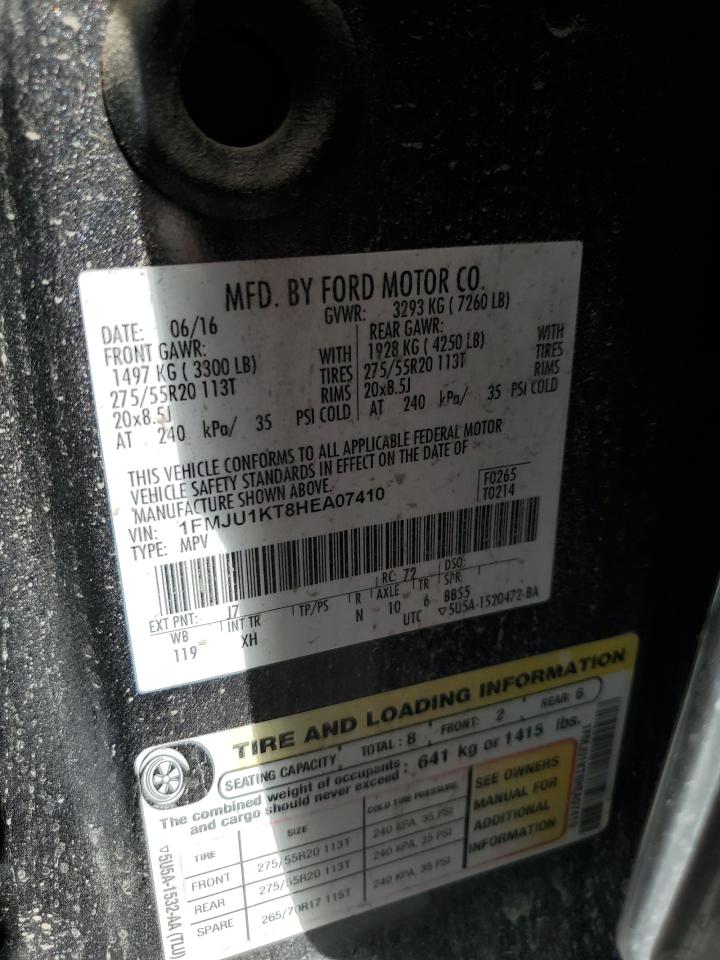 MFD. BY FORD MOTOR CO.
DATE: 06/16 GVWR: 3293 KG ( 7260 LB)
FRONT GAWR: REAR GAWR:
1497 KG ( 3300 LB) WITH 1928 KG ( 4250 LB) WITH
275/55R20 113T TIRES 275/55R20 113T TIRES
20x8.5J RIMS 20x8.5J RIMS
AT 240 kPa/ 35 PSI COLD AT 240 kPa/ 35 PSI COLD
THIS VEHICLE CONFORMS TO ALL APPLICABLE FEDERAL MOTOR
VEHICLE SAFETY STANDARDS IN EFFECT ON THE DATE OF
MANUFACTURE SHOWN ABOVE.
VIN: 1FMJU1KT8HEA07410
TYPE: MPV
F0265
T0214
RC: 72 DSO:
EXT PNT: J7 TP/PS R AXLE TR SPR
WB INT TR N 10 6 BB55
119 XH UTC ▽5U5A-1520472-BA
TIRE AND LOADING INFORMATION
SEATING CAPACITY TOTAL: 8 FRONT: 2 REAR: 6
The combined weight of occupants and cargo should never exceed: 641 kg or 1415 lbs.
TIRE SIZE COLD TIRE PRESSURE
FRONT 275/55R20 113T 240 KPA, 35 PSI
REAR 275/55R20 113T 240 KPA, 35 PSI
SPARE 265/70R17 115T 240 KPA, 35 PSI
SEE OWNERS
MANUAL FOR
ADDITIONAL
INFORMATION
▽5U5A-1532-AA (TLU)